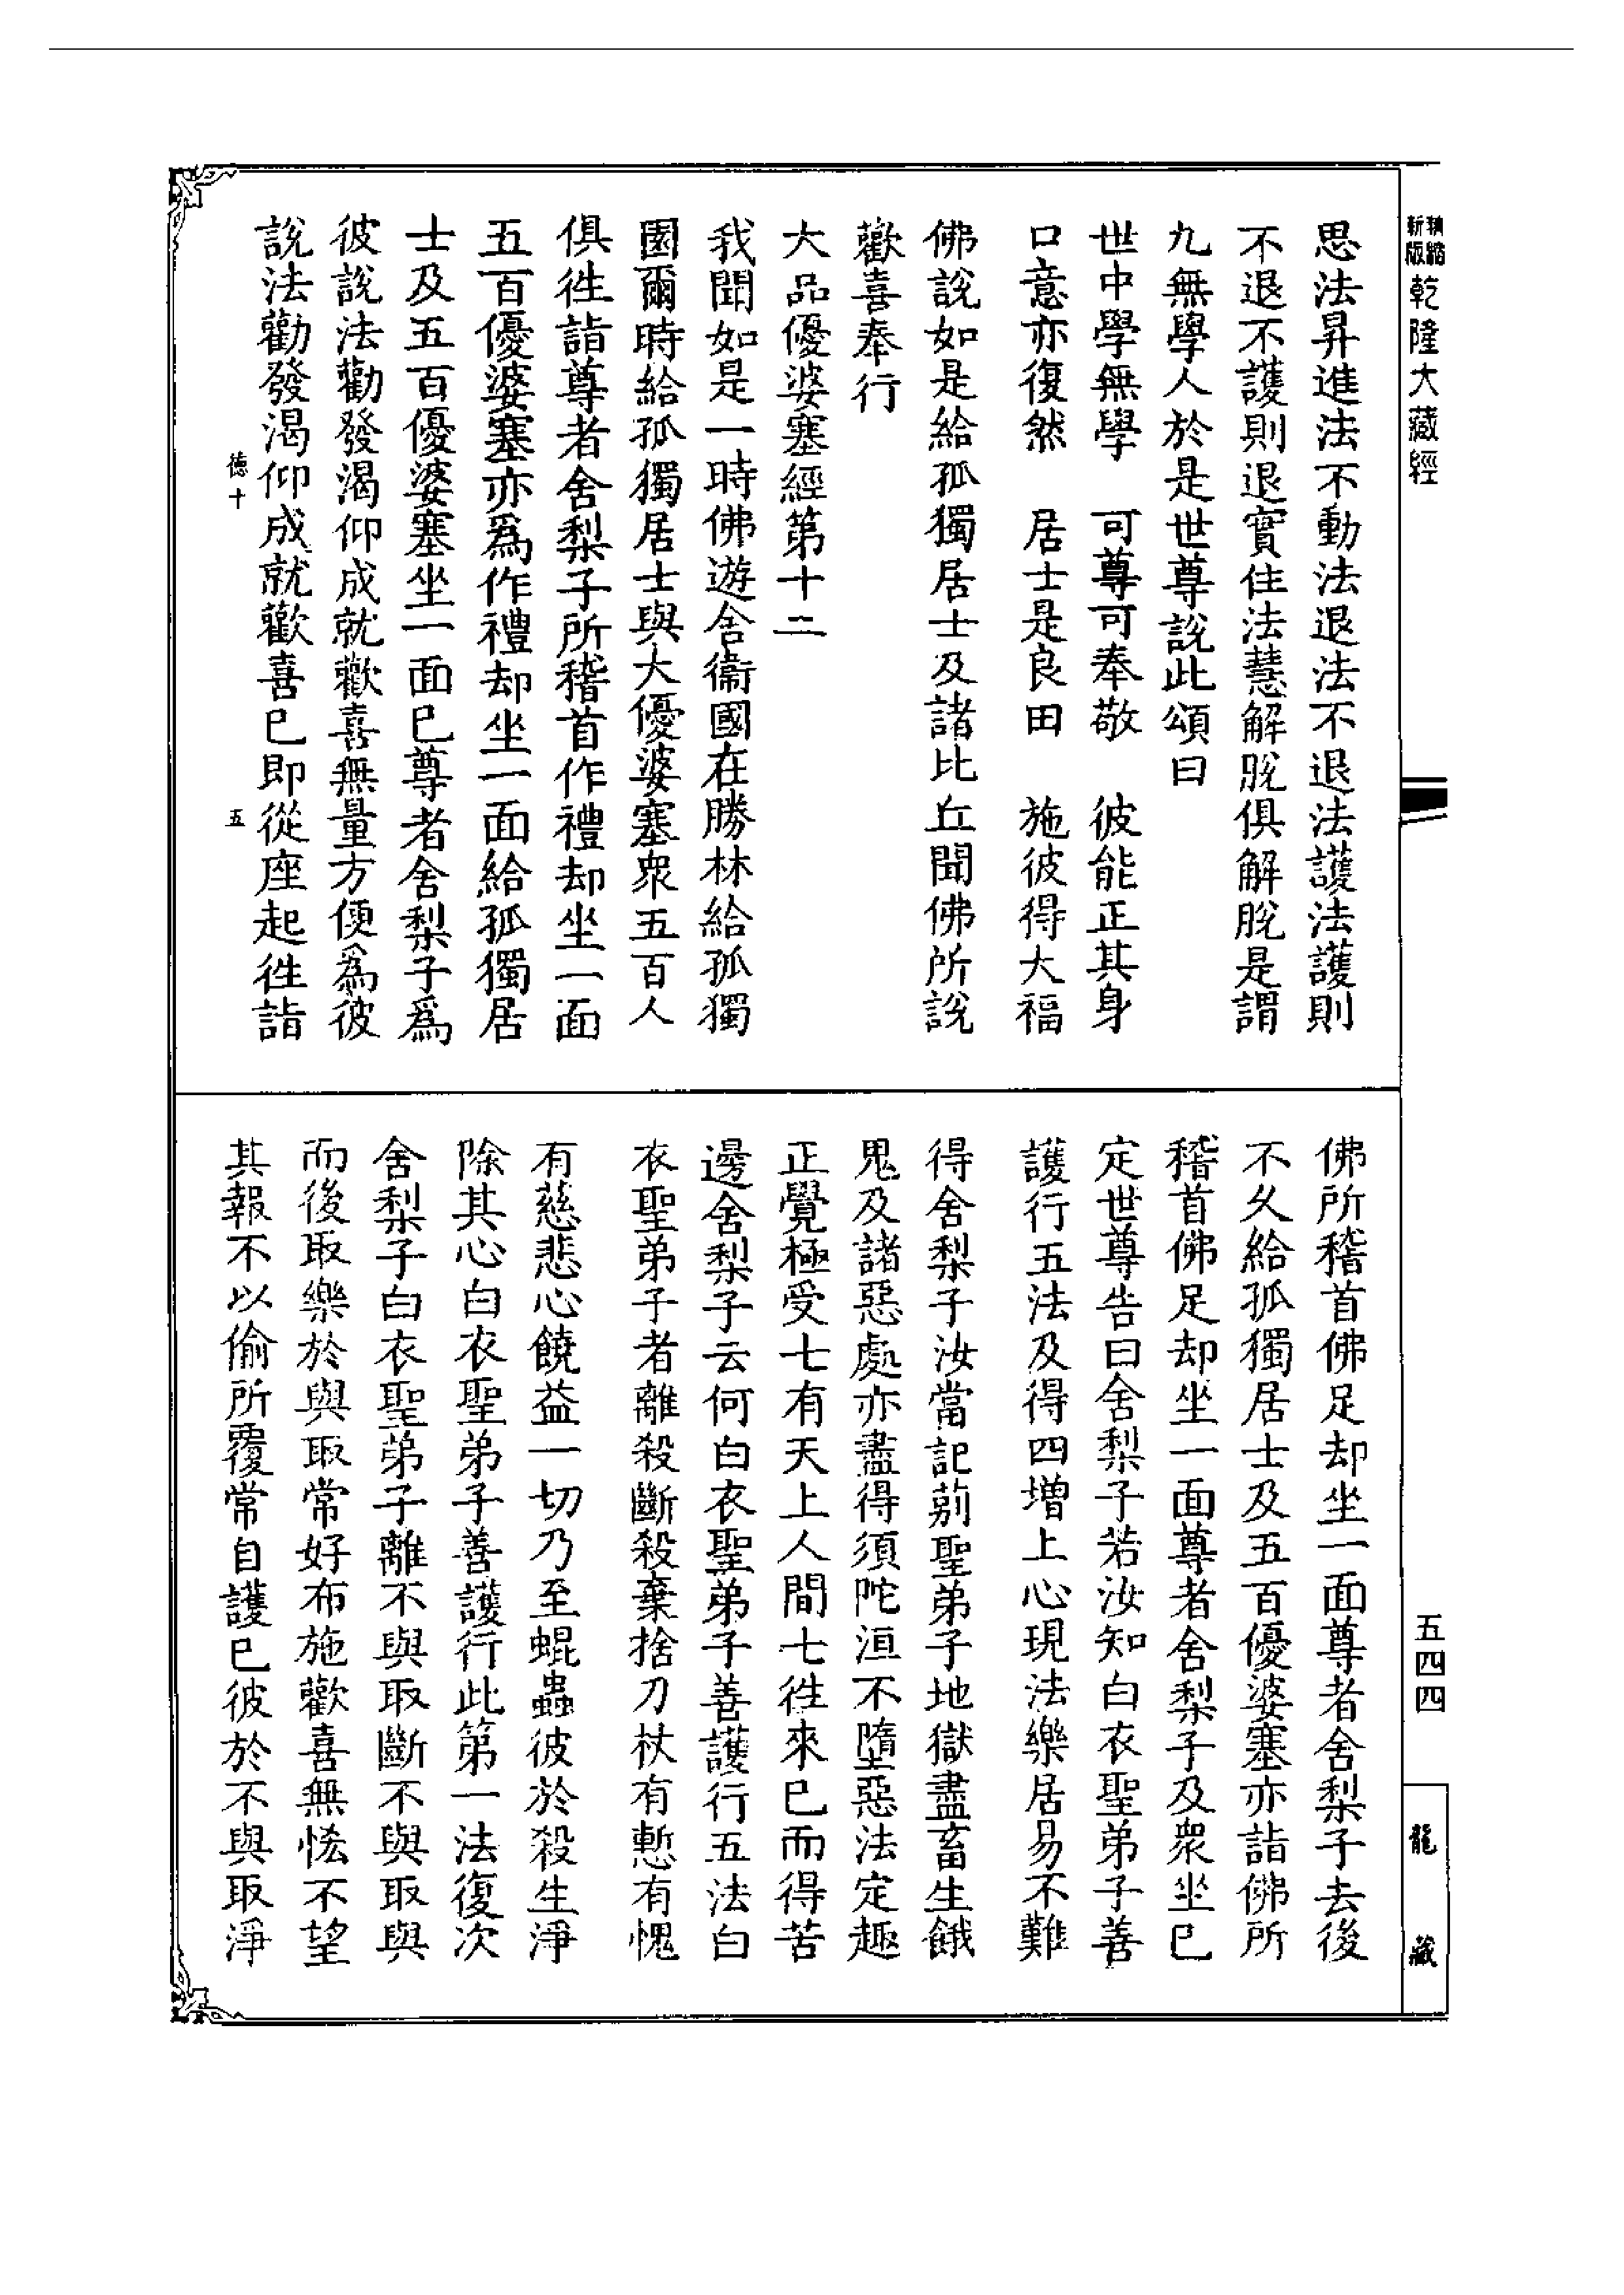 新版精縮乾隆大藏經
思法昇進法不動法退法不退法護法護則
不退不護則退實住法慧解脫俱解脫是謂
九無學人於是世尊說此頌曰
世中學無學　可尊可奉敬　彼能正其身
口意亦復然　居士是良田　施彼得大福
佛說如是給孤獨居士及諸比丘聞佛所說
歡喜奉行
大品優婆塞經第十二
我聞如是一時佛遊舍衞國在勝林給孤獨
園爾時給孤獨居士與大優婆塞眾五百人
俱徃詣尊者舍梨子所稽首作禮却坐一面
五百優婆塞亦爲作禮却坐一面給孤獨居
士及五百優婆塞坐一面已尊者舍梨子爲
彼說法勸發渴仰成就歡喜無量方便爲彼
說法勸發渴仰成就歡喜已即從座起徃詣
德十　五
佛所稽首佛足却坐一面尊者舍梨子去後
不久給孤獨居士及五百優婆塞亦詣佛所
稽首佛足却坐一面尊者舍梨子及眾坐已
定世尊告曰舍梨子若汝知白衣聖弟子善
護行五法及得四增上心現法樂居易不難
得舍梨子汝當記莂聖弟子地獄盡畜生餓
鬼及諸惡處亦盡得須陀洹不墮惡法定趣
正覺極受七有天上人間七徃來已而得苦
邊舍梨子云何白衣聖弟子善護行五法白
衣聖弟子者離殺斷殺棄捨刀杖有慙有愧
有慈悲心饒益一切乃至蜫蟲彼於殺生淨
除其心白衣聖弟子善護行此第一法復次
舍梨子白衣聖弟子離不與取斷不與取與
而後取樂於與取常好布施歡喜無悋不望
其報不以偷所覆常自護已彼於不與取淨
五四四
龍藏